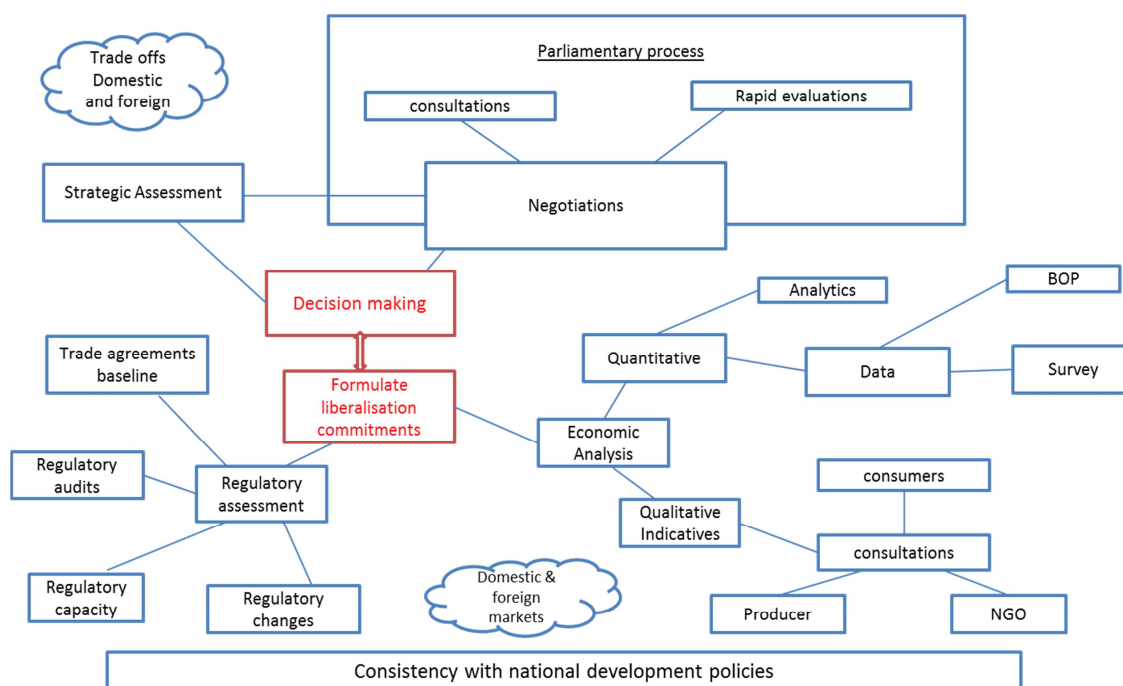 Trade offs
Domestic
and foreign
Parliamentary process
consultations
Rapid evaluations
Strategic Assessment
Negotiations
Decision making
Analytics
BOP
Trade agreements
baseline
Quantitative
Data
Survey
Formulate
liberalisation
commitments
Economic
Analysis
Regulatory
audits
Regulatory
assessment
consumers
Qualitative
Indicatives
consultations
Regulatory
capacity
Regulatory
changes
Domestic &
foreign
markets
Producer
NGO
Consistency with national development policies